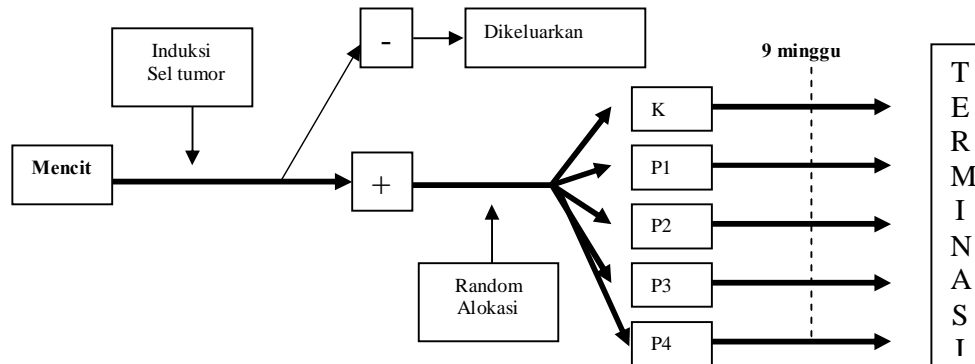 Induksi
Sel tumor
-
Dikeluarkan
9 minggu
Mencit
+
Random
Alokasi
K
P1
P2
P3
P4
T
E
R
M
I
N
A
S
I